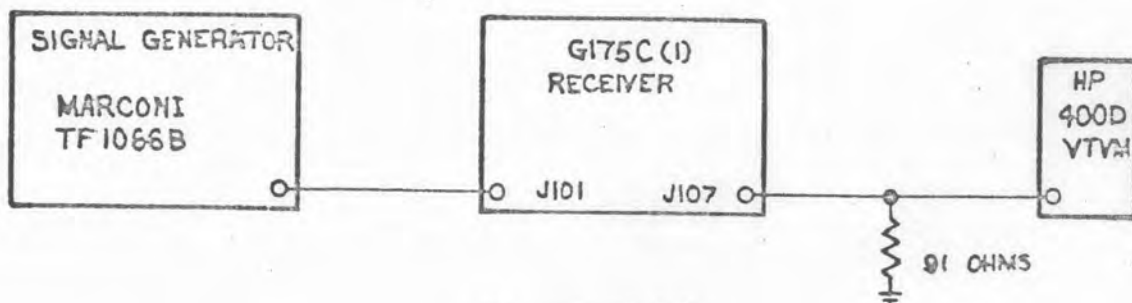 SIGNAL GENERATOR
MARCONI
TF1066B
G175C(1)
RECEIVER
J101
J107
HP
400D
VTVM
91 OHMS